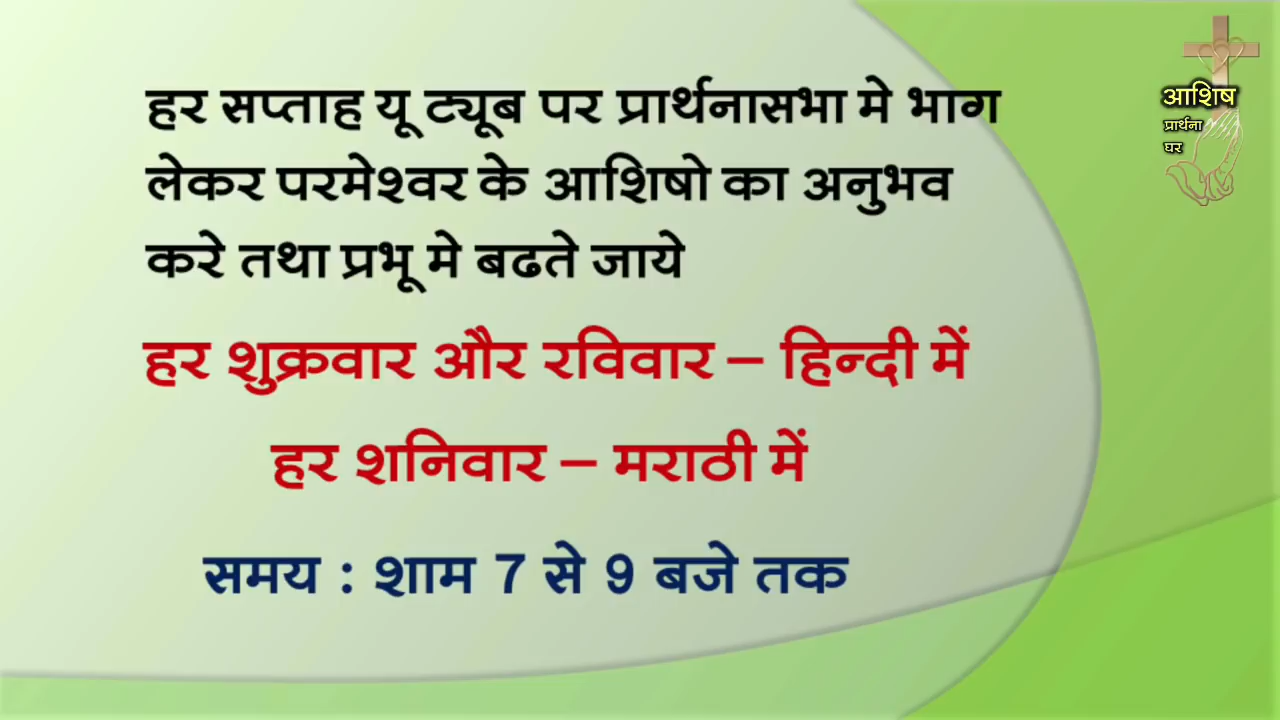 हर सप्ताह यू ट्यूब पर प्रार्थनासभा मे भाग
लेकर परमेश्वर के आशिषो का अनुभव
करे तथा प्रभू मे बढते जाये
हर शुक्रवार और रविवार – हिन्दी में
हर शनिवार – मराठी में
समय : शाम 7 से 9 बजे तक
आशिष
प्रार्थना
घर